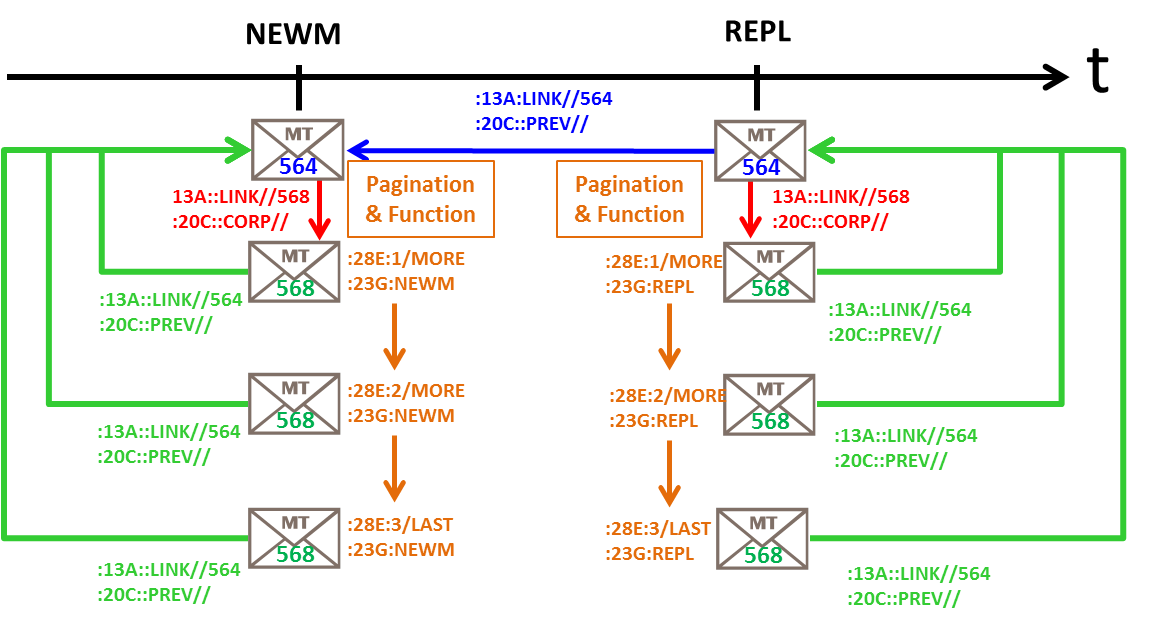 NEWM
REPL
t
:13A:LINK//564
:20C::PREV//
MT
564
MT
564
Pagination
& Function
Pagination
& Function
13A::LINK//568
:20C::CORP//
13A::LINK//568
:20C::CORP//
MT
568
:28E:1/MORE
:23G:NEWM
:28E:1/MORE
:23G:REPL
MT
568
:13A::LINK//564
:20C::PREV//
:13A::LINK//564
:20C::PREV//
MT
568
:28E:2/MORE
:23G:NEWM
:28E:2/MORE
:23G:REPL
MT
568
:13A::LINK//564
:20C::PREV//
:13A::LINK//564
:20C::PREV//
MT
568
:28E:3/LAST
:23G:NEWM
:28E:3/LAST
:23G:REPL
MT
568
:13A::LINK//564
:20C::PREV//
:13A::LINK//564
:20C::PREV//